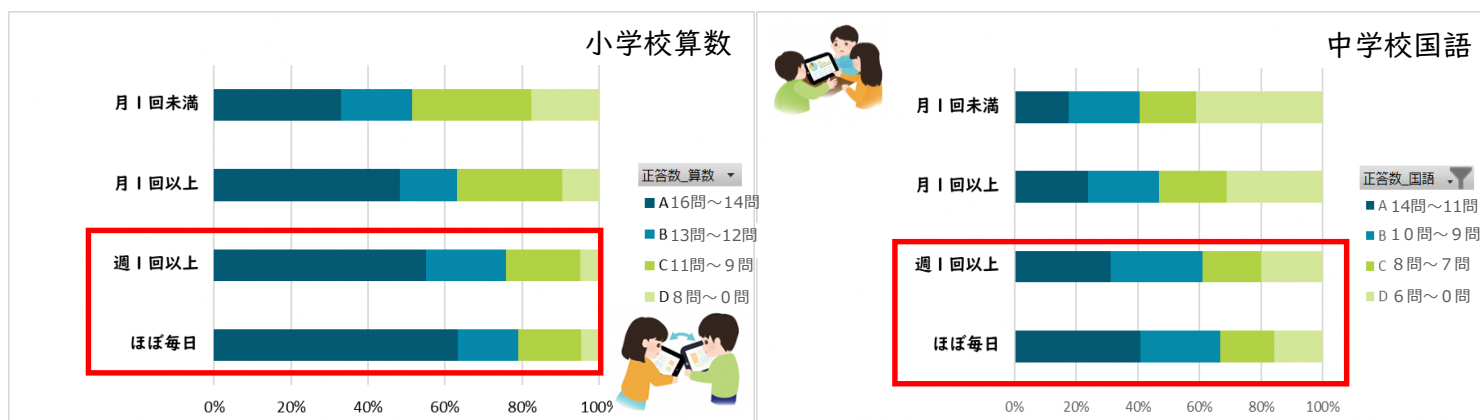 小学校算数
月１回未満
月１回以上
週１回以上
ほぼ毎日
0% 20% 40% 60% 80% 100%
正答数_算数
A 16問～14問
B 13問～12問
C 11問～９問
D ８問～０問
中学校国語
月１回未満
月１回以上
週１回以上
ほぼ毎日
0% 20% 40% 60% 80% 100%
正答数_国語
A 14問～11問
B 10問～９問
C ８問～７問
D ６問～０問